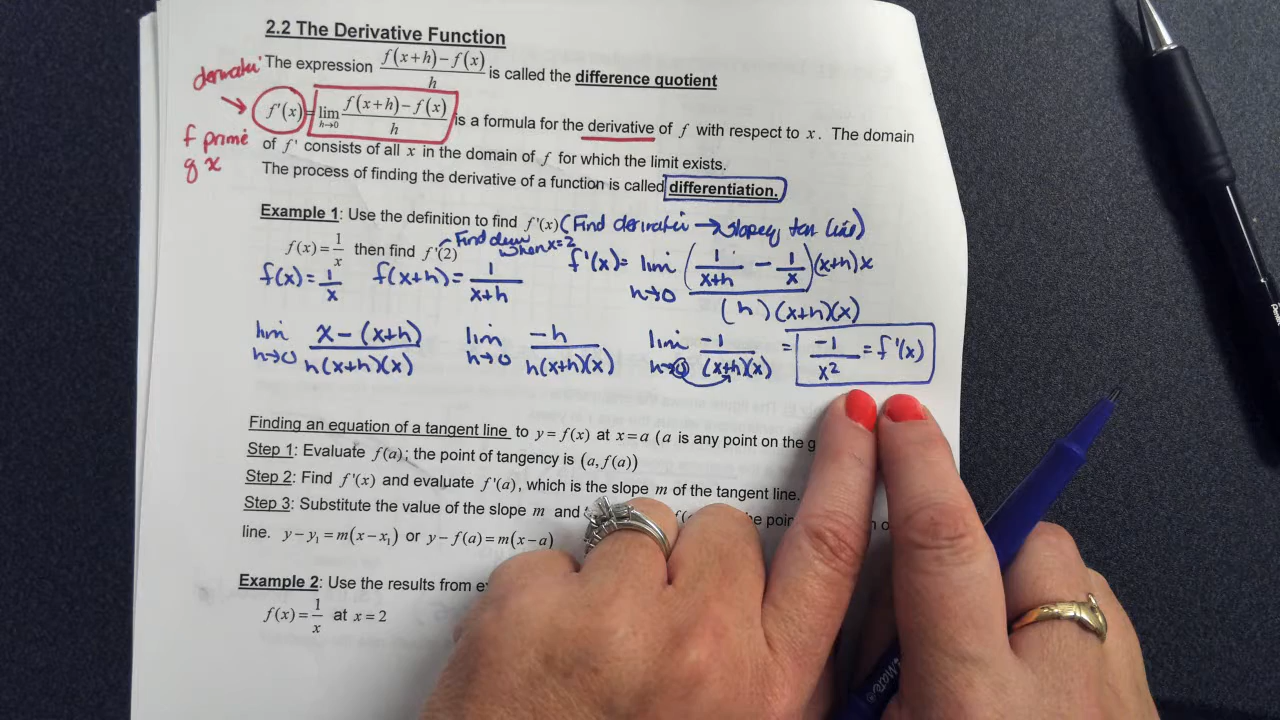 2.2 The Derivative Function
The expression f(x+h)−f(x)/h is called the difference quotient
f'(x) = lim h→0 f(x+h)−f(x)/h is a formula for the derivative of f with respect to x. The domain
f prime
of f' consists of all x in the domain of f for which the limit exists.
x
The process of finding the derivative of a function is called differentiation.
Example 1: Use the definition to find f'(x) (Find derivative → slope of tan line)
f(x) = 1/x then find f'(2) Find deriv when x=2
f(x) = 1/x f(x+h) = 1/x+h f'(x) = lim h→0 (1/x+h − 1/x)(x+h)x / (h)(x+h)(x)
lim h→0 x−(x+h)/h(x+h)(x) lim h→0 −h/h(x+h)(x) lim h→0 −1/(x+h)(x) = −1/x² = f'(x)
Finding an equation of a tangent line to y = f(x) at x = a (a is any point on the g
Step 1: Evaluate f(a); the point of tangency is (a, f(a))
Step 2: Find f'(x) and evaluate f'(a), which is the slope m of the tangent line.
Step 3: Substitute the value of the slope m and
line. y−y₁ = m(x−x₁) or y−f(a) = m(x−a)
Example 2: Use the results from
f(x) = 1/x at x = 2